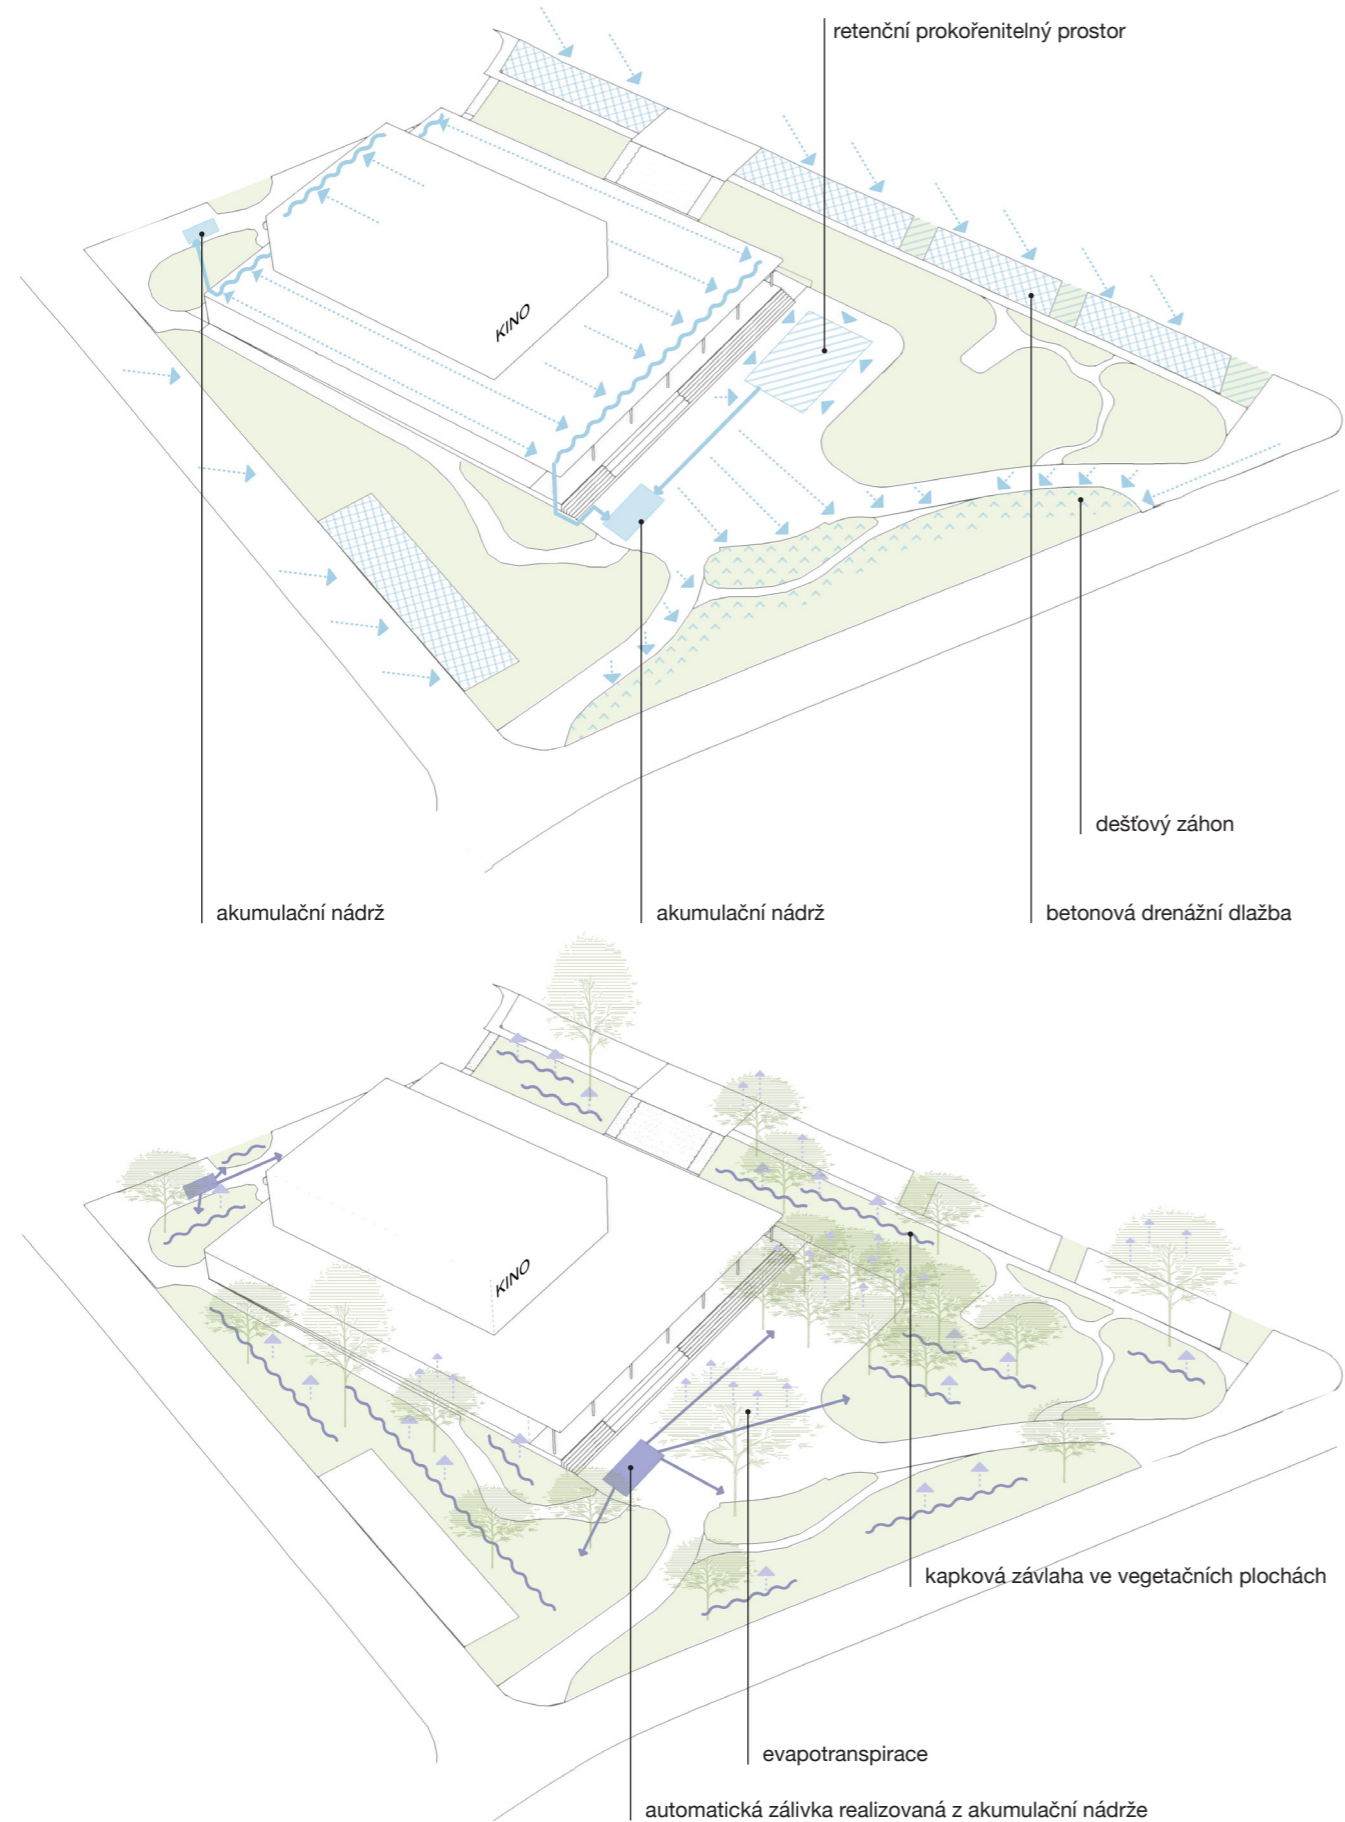 retenční prokořenitelný prostor
KINO
dešťový záhon
akumulační nádrž
akumulační nádrž
betonová drenážní dlažba
KINO
kapková závlaha ve vegetačních plochách
evapotranspirace
automatická zálivka realizovaná z akumulační nádrže